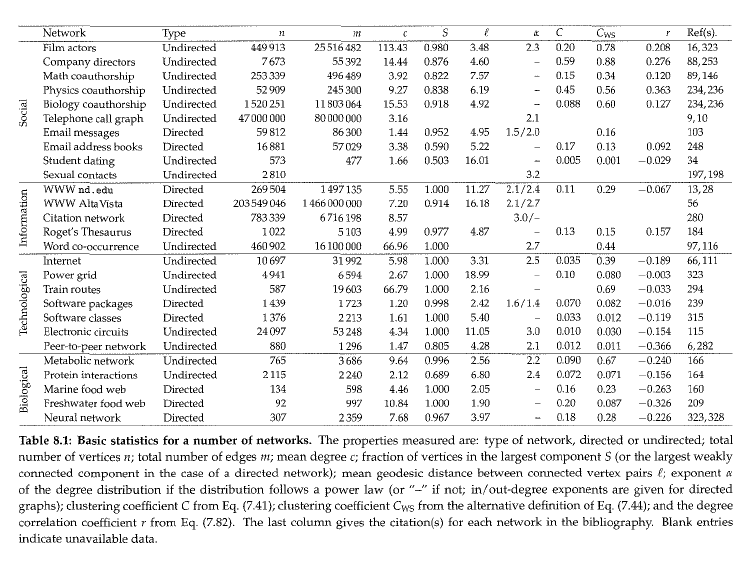 Network Type n m c S ℓ α C C_WS r Ref(s).
Social
Film actors Undirected 449 913 25 516 482 113.43 0.980 3.48 2.3 0.20 0.78 0.208 16,323
Company directors Undirected 7 673 55 392 14.44 0.876 4.60 – 0.59 0.88 0.276 88,253
Math coauthorship Undirected 253 339 496 489 3.92 0.822 7.57 – 0.15 0.34 0.120 89,146
Physics coauthorship Undirected 52 909 245 300 9.27 0.838 6.19 – 0.45 0.56 0.363 234,236
Biology coauthorship Undirected 1 520 251 11 803 064 15.53 0.918 4.92 – 0.088 0.60 0.127 234,236
Telephone call graph Undirected 47 000 000 80 000 000 3.16 2.1 9,10
Email messages Directed 59 812 86 300 1.44 0.952 4.95 1.5/2.0 0.16 103
Email address books Directed 16 881 57 029 3.38 0.590 5.22 – 0.17 0.13 0.092 248
Student dating Undirected 573 477 1.66 0.503 16.01 – 0.005 0.001 −0.029 34
Sexual contacts Undirected 2 810 3.2 197,198
Information
WWW nd.edu Directed 269 504 1 497 135 5.55 1.000 11.27 2.1/2.4 0.11 0.29 −0.067 13,28
WWW AltaVista Directed 203 549 046 1 466 000 000 7.20 0.914 16.18 2.1/2.7 56
Citation network Directed 783 339 6 716 198 8.57 3.0/– 280
Roget's Thesaurus Directed 1 022 5 103 4.99 0.977 4.87 – 0.13 0.15 0.157 184
Word co-occurrence Undirected 460 902 16 100 000 66.96 1.000 2.7 0.44 97,116
Technological
Internet Undirected 10 697 31 992 5.98 1.000 3.31 2.5 0.035 0.39 −0.189 66,111
Power grid Undirected 4 941 6 594 2.67 1.000 18.99 – 0.10 0.080 −0.003 323
Train routes Undirected 587 19 603 66.79 1.000 2.16 – 0.69 −0.033 294
Software packages Directed 1 439 1 723 1.20 0.998 2.42 1.6/1.4 0.070 0.082 −0.016 239
Software classes Directed 1 376 2 213 1.61 1.000 5.40 – 0.033 0.012 −0.119 315
Electronic circuits Undirected 24 097 53 248 4.34 1.000 11.05 3.0 0.010 0.030 −0.154 115
Peer-to-peer network Undirected 880 1 296 1.47 0.805 4.28 2.1 0.012 0.011 −0.366 6,282
Biological
Metabolic network Undirected 765 3 686 9.64 0.996 2.56 2.2 0.090 0.67 −0.240 166
Protein interactions Undirected 2 115 2 240 2.12 0.689 6.80 2.4 0.072 0.071 −0.156 164
Marine food web Directed 134 598 4.46 1.000 2.05 – 0.16 0.23 −0.263 160
Freshwater food web Directed 92 997 10.84 1.000 1.90 – 0.20 0.087 −0.326 209
Neural network Directed 307 2 359 7.68 0.967 3.97 – 0.18 0.28 −0.226 323,328
Table 8.1: Basic statistics for a number of networks. The properties measured are: type of network, directed or undirected; total
number of vertices n; total number of edges m; mean degree c; fraction of vertices in the largest component S (or the largest weakly
connected component in the case of a directed network); mean geodesic distance between connected vertex pairs ℓ; exponent α
of the degree distribution if the distribution follows a power law (or "–" if not; in/out-degree exponents are given for directed
graphs); clustering coefficient C from Eq. (7.41); clustering coefficient C_WS from the alternative definition of Eq. (7.44); and the degree
correlation coefficient r from Eq. (7.82). The last column gives the citation(s) for each network in the bibliography. Blank entries
indicate unavailable data.